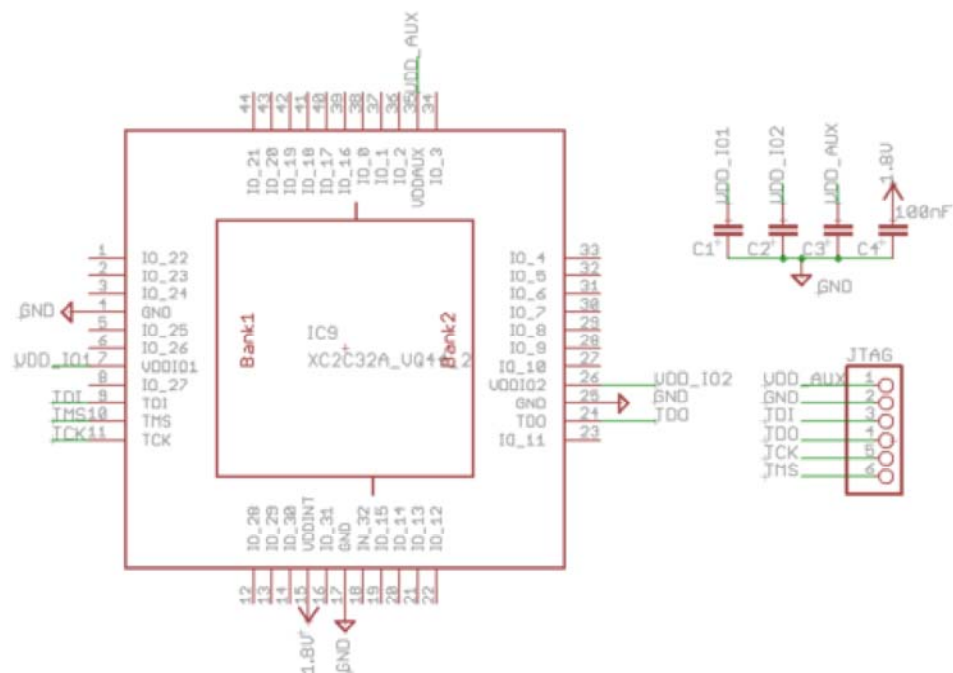 VDD_AUX
44
43
42
41
40
39
38
37
36
35
34
IO_21
IO_20
IO_19
IO_18
IO_17
IO_16
IO_0
IO_1
IO_2
VDDAUX
IO_3
1 IO_22
2 IO_23
3 IO_24
GND 4 GND
5 IO_25
6 IO_26
VDD_IO1 7 VDDIO1
8 IO_27
TDI 9 TDI
TMS 10 TMS
TCK 11 TCK
Bank1
IC9
XC2C32A_VQ44_2
Bank2
IO_4 33
IO_5 32
IO_6 31
IO_7 30
IO_8 29
IO_9 28
IO_10 27
VDDIO2 26 VDD_IO2
GND 25 GND
TDO 24 TDO
IO_11 23
IO_28
IO_29
IO_30
VDDINT
IO_31
GND
IN_32
IO_15
IO_14
IO_13
IO_12
12
13
14
15
16
17
18
19
20
21
22
1.8V
GND
VDD_IO1
VDD_IO2
VDD_AUX
1.8V
100nF
C1
C2
C3
C4
GND
JTAG
VDD_AUX 1
GND 2
TDI 3
TDO 4
TCK 5
TMS 6